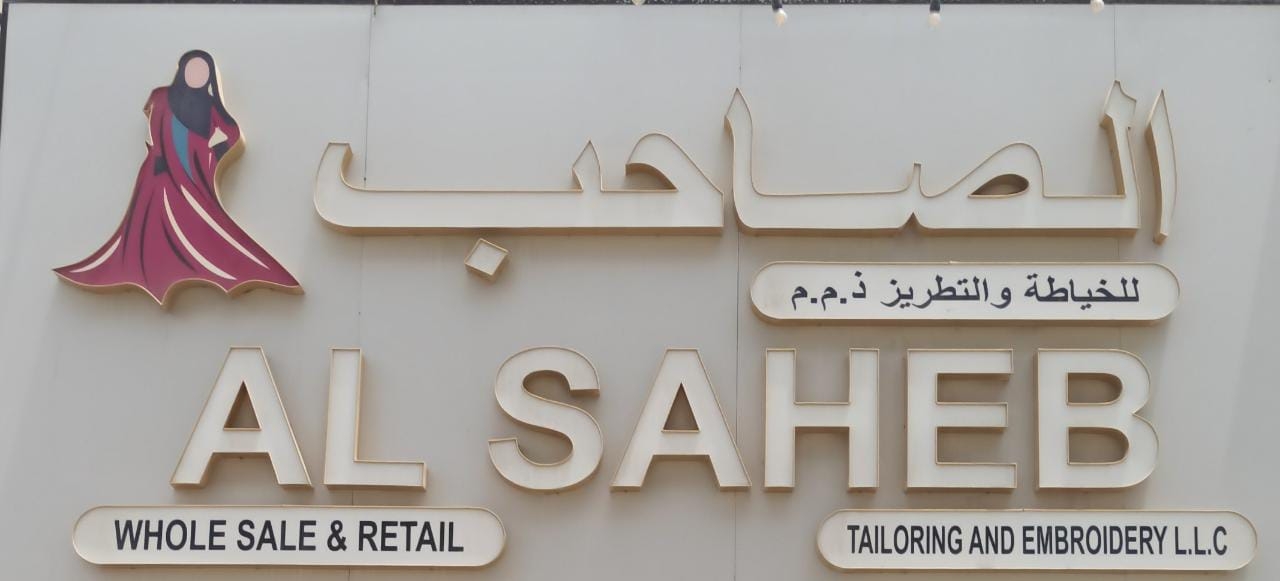 الصاحب
للخياطة والتطريز ذ.م.م
AL SAHEB
WHOLE SALE & RETAIL
TAILORING AND EMBROIDERY L.L.C